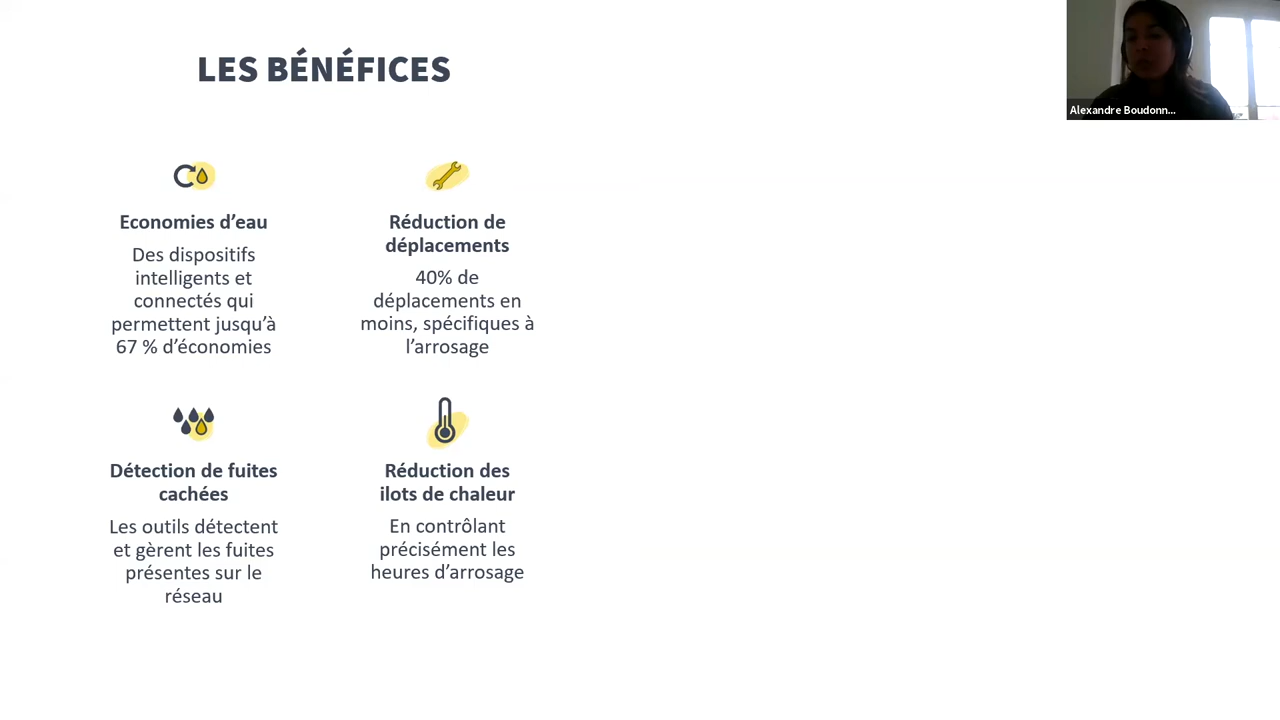 LES BÉNÉFICES
Alexandre Boudonn...
Economies d’eau
Des dispositifs
intelligents et
connectés qui
permettent jusqu’à
67 % d’économies
Réduction de
déplacements
40% de
déplacements en
moins, spécifiques à
l’arrosage
Détection de fuites
cachées
Les outils détectent
et gèrent les fuites
présentes sur le
réseau
Réduction des
ilots de chaleur
En contrôlant
précisément les
heures d’arrosage